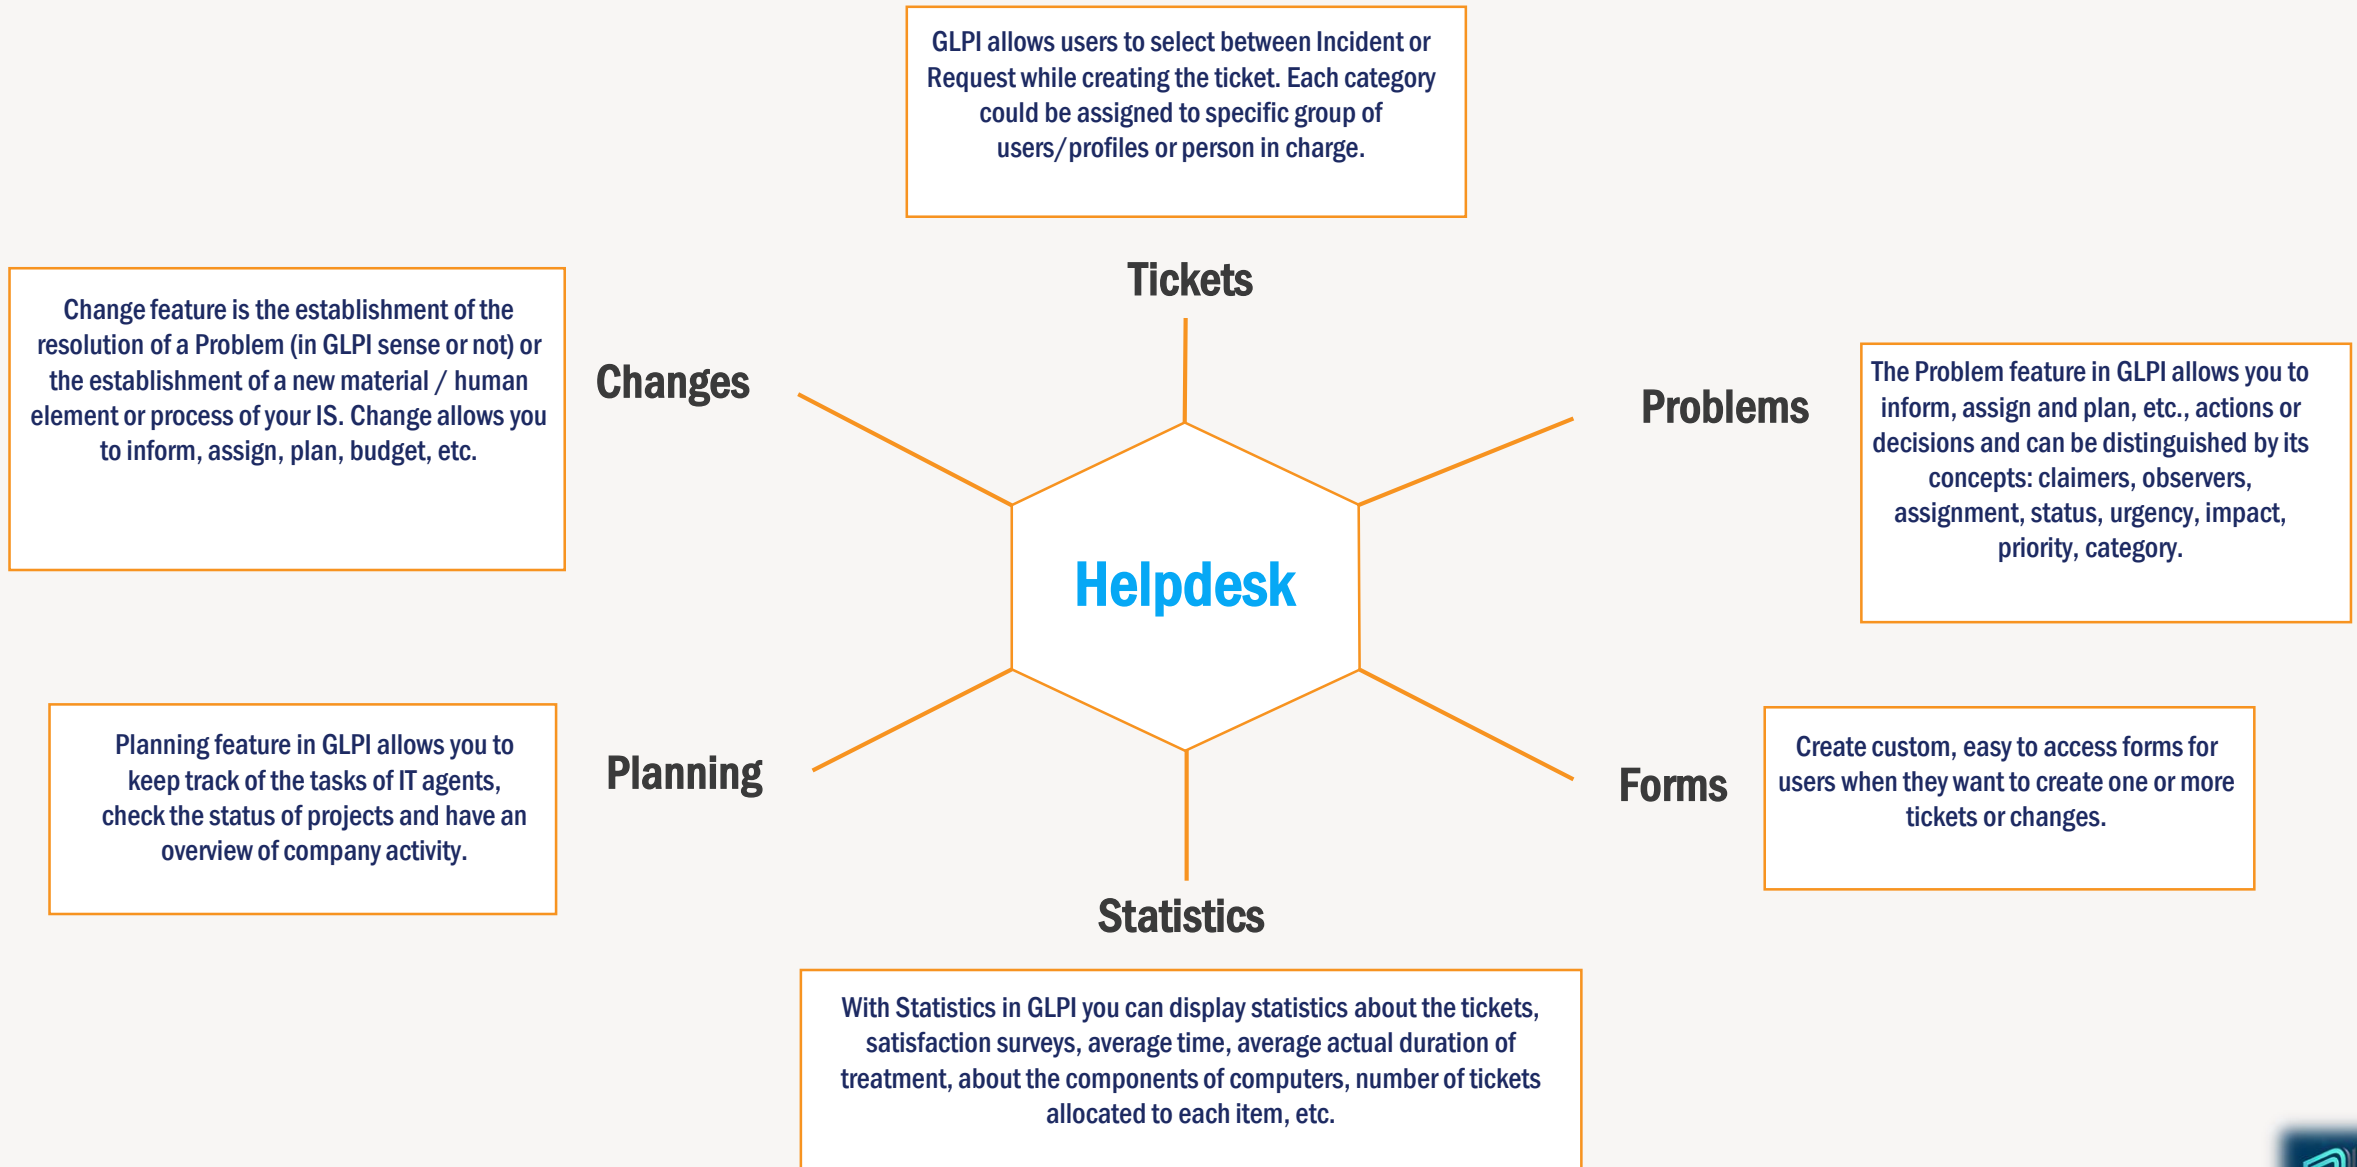 GLPI allows users to select between Incident or
Request while creating the ticket. Each category
could be assigned to specific group of
users/profiles or person in charge.
Tickets
Change feature is the establishment of the
resolution of a Problem (in GLPI sense or not) or
the establishment of a new material / human
element or process of your IS. Change allows you
to inform, assign, plan, budget, etc.
Changes
Problems
The Problem feature in GLPI allows you to
inform, assign and plan, etc., actions or
decisions and can be distinguished by its
concepts: claimers, observers,
assignment, status, urgency, impact,
priority, category.
Helpdesk
Planning feature in GLPI allows you to
keep track of the tasks of IT agents,
check the status of projects and have an
overview of company activity.
Planning
Forms
Create custom, easy to access forms for
users when they want to create one or more
tickets or changes.
Statistics
With Statistics in GLPI you can display statistics about the tickets,
satisfaction surveys, average time, average actual duration of
treatment, about the components of computers, number of tickets
allocated to each item, etc.